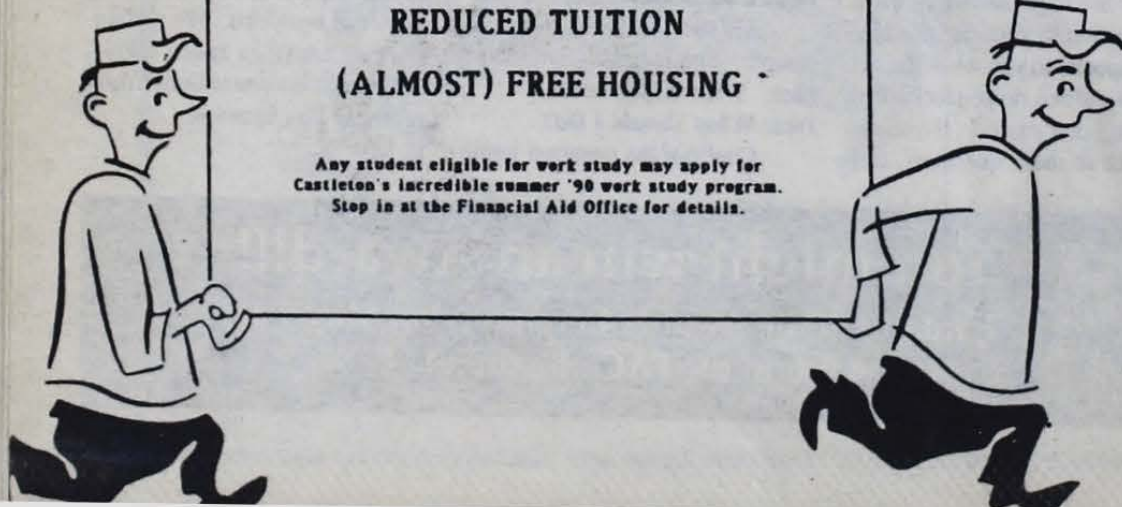 REDUCED TUITION
(ALMOST) FREE HOUSING
Any student eligible for work study may apply for
Castleton's incredible summer '90 work study program.
Stop in at the Financial Aid Office for details.